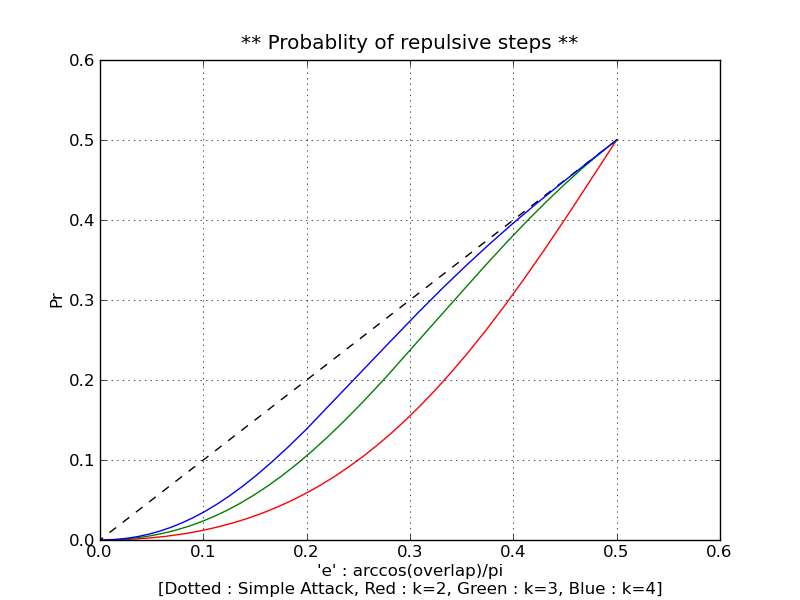 ** Probablity of repulsive steps **
0.6
0.5
0.4
0.3
0.2
0.1
0.0
Pr
0.0 0.1 0.2 0.3 0.4 0.5 0.6
'e' : arccos(overlap)/pi
[Dotted : Simple Attack, Red : k=2, Green : k=3, Blue : k=4]